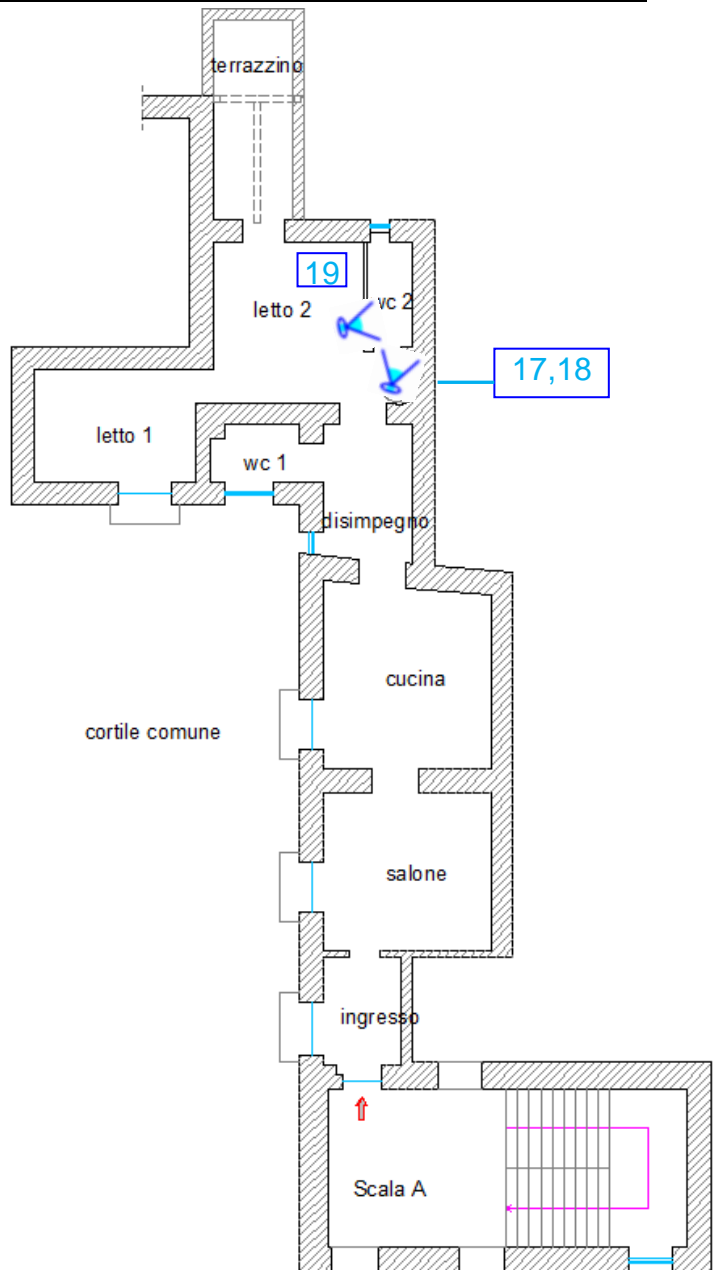 terrazzino
19
letto 2
wc 2
17,18
letto 1
wc 1
disimpegno
cucina
cortile comune
salone
ingresso
Scala A